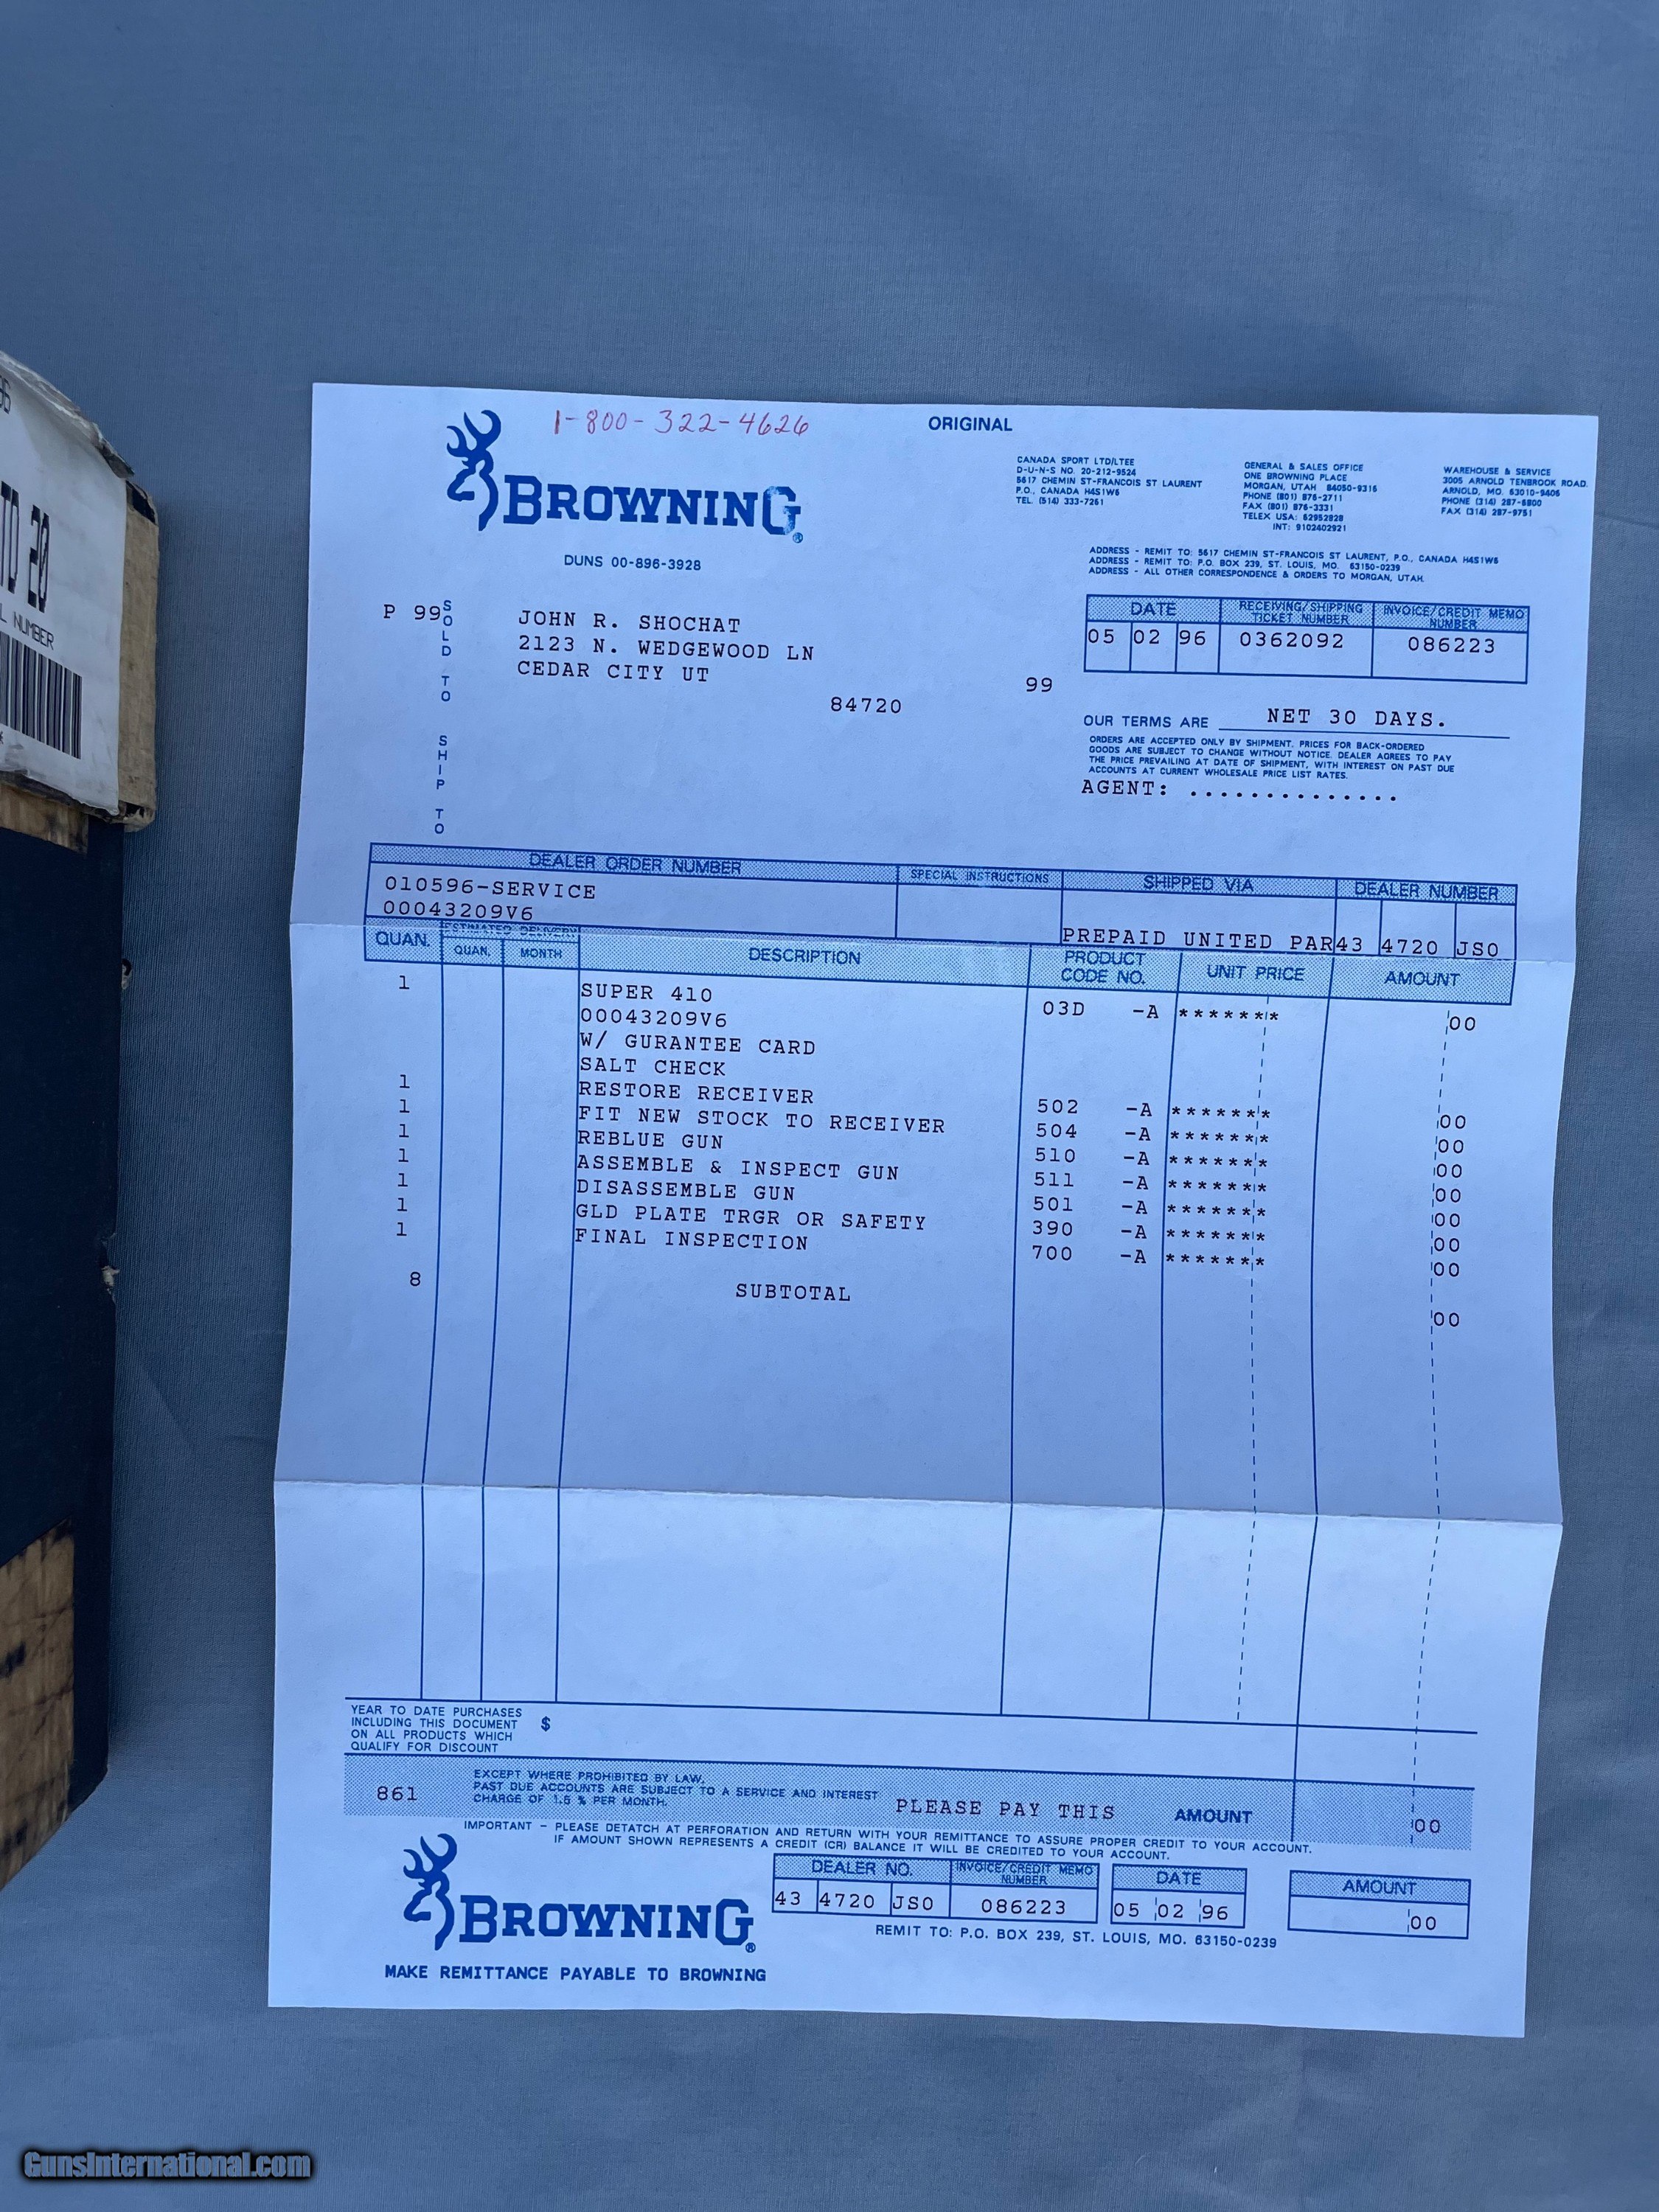 TD 20
L NUMBER
1-800-322-4626
ORIGINAL
BROWNING®
DUNS 00-896-3928
CANADA SPORT LTD/LTEE
D-U-N-S NO. 20-212-9524
5617 CHEMIN ST-FRANCOIS ST LAURENT
P.O., CANADA H4S1W6
TEL. (514) 333-7261
GENERAL & SALES OFFICE
ONE BROWNING PLACE
MORGAN, UTAH 84050-9316
PHONE (801) 876-2711
FAX (801) 876-3331
TELEX USA: 62952828
INT: 9102402921
WAREHOUSE & SERVICE
3005 ARNOLD TENBROOK ROAD.
ARNOLD, MO. 63010-9406
PHONE (314) 287-6800
FAX (314) 287-9751
ADDRESS - REMIT TO: 5617 CHEMIN ST-FRANCOIS ST LAURENT, P.O., CANADA H4S1W6
ADDRESS - REMIT TO: P.O. BOX 239, ST. LOUIS, MO. 63150-0239
ADDRESS - ALL OTHER CORRESPONDENCE & ORDERS TO MORGAN, UTAH.
P 99
SOLD TO
SHIP TO
JOHN R. SHOCHAT
2123 N. WEDGEWOOD LN
CEDAR CITY UT
84720
99
DATE RECEIVING/SHIPPING TICKET NUMBER INVOICE/CREDIT MEMO NUMBER
05 02 96 0362092 086223
OUR TERMS ARE NET 30 DAYS.
ORDERS ARE ACCEPTED ONLY BY SHIPMENT. PRICES FOR BACK-ORDERED
GOODS ARE SUBJECT TO CHANGE WITHOUT NOTICE. DEALER AGREES TO PAY
THE PRICE PREVAILING AT DATE OF SHIPMENT, WITH INTEREST ON PAST DUE
ACCOUNTS AT CURRENT WHOLESALE PRICE LIST RATES.
AGENT: ..............
DEALER ORDER NUMBER SPECIAL INSTRUCTIONS SHIPPED VIA DEALER NUMBER
010596-SERVICE
00043209V6
PREPAID UNITED PAR 43 4720 JS0
QUAN. ESTIMATED DELIVERY QUAN. MONTH DESCRIPTION PRODUCT CODE NO. UNIT PRICE AMOUNT
1 SUPER 410 03D -A ******* 00
00043209V6
W/ GURANTEE CARD
SALT CHECK
1 RESTORE RECEIVER 502 -A ******* 00
1 FIT NEW STOCK TO RECEIVER 504 -A ******* 00
1 REBLUE GUN 510 -A ******* 00
1 ASSEMBLE & INSPECT GUN 511 -A ******* 00
1 DISASSEMBLE GUN 501 -A ******* 00
1 GLD PLATE TRGR OR SAFETY 390 -A ******* 00
1 FINAL INSPECTION 700 -A ******* 00
8 SUBTOTAL 00
YEAR TO DATE PURCHASES
INCLUDING THIS DOCUMENT $
ON ALL PRODUCTS WHICH
QUALIFY FOR DISCOUNT
861
EXCEPT WHERE PROHIBITED BY LAW,
PAST DUE ACCOUNTS ARE SUBJECT TO A SERVICE AND INTEREST
CHARGE OF 1.5 % PER MONTH.
PLEASE PAY THIS AMOUNT 00
IMPORTANT - PLEASE DETATCH AT PERFORATION AND RETURN WITH YOUR REMITTANCE TO ASSURE PROPER CREDIT TO YOUR ACCOUNT.
IF AMOUNT SHOWN REPRESENTS A CREDIT (CR) BALANCE IT WILL BE CREDITED TO YOUR ACCOUNT.
BROWNING®
DEALER NO. INVOICE/CREDIT MEMO NUMBER DATE AMOUNT
43 4720 JS0 086223 05 02 96 00
REMIT TO: P.O. BOX 239, ST. LOUIS, MO. 63150-0239
MAKE REMITTANCE PAYABLE TO BROWNING
GunsInternational.com